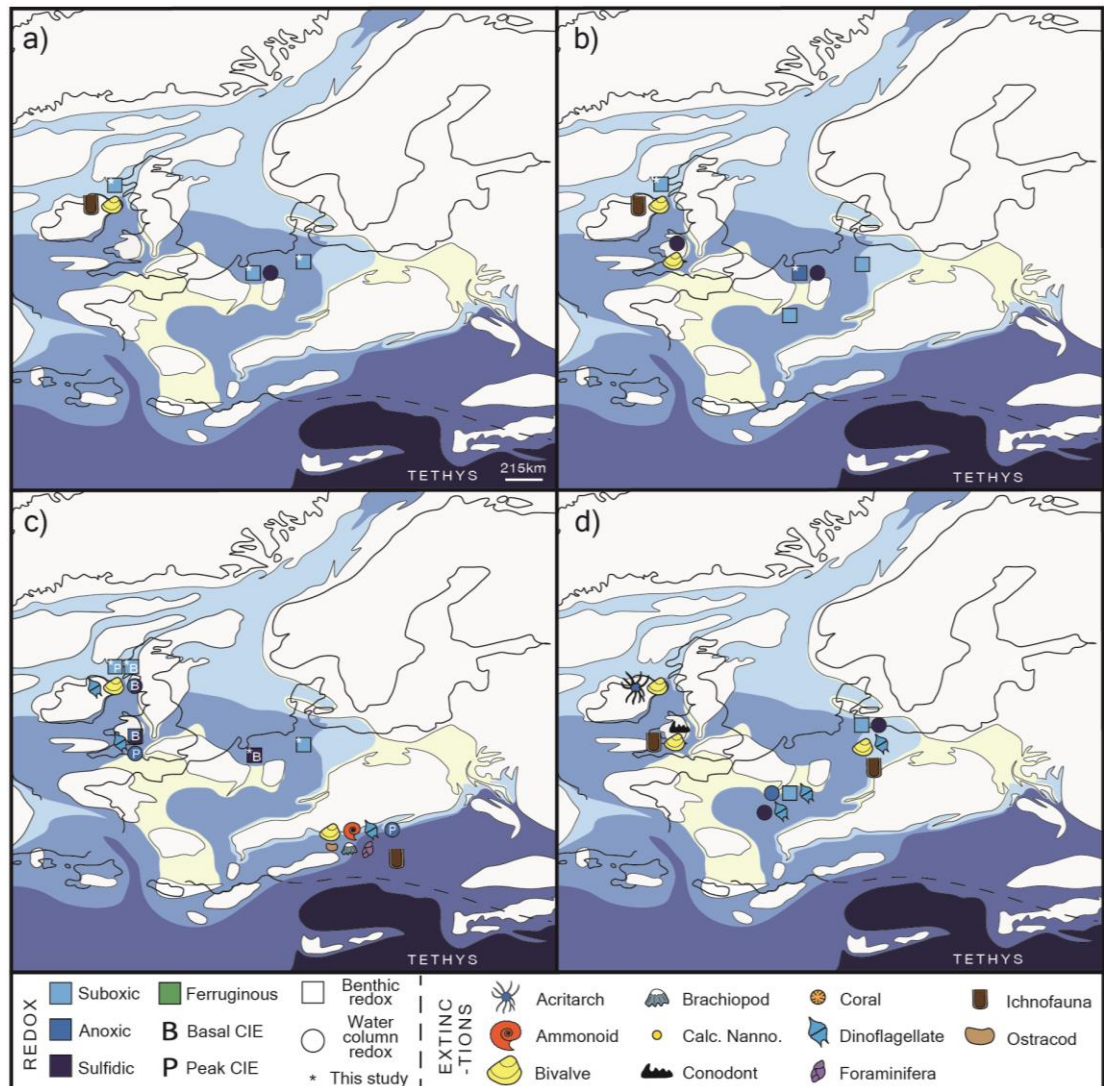 a)
b)
TETHYS
215km
TETHYS
c)
d)
P B
B
B
P
B
P
TETHYS
TETHYS
REDOX
Suboxic
Anoxic
Sulfidic
Ferruginous
B Basal CIE
P Peak CIE
Benthic
redox
Water
column
redox
* This study
EXTINC
-TIONS
Acritarch
Ammonoid
Bivalve
Brachiopod
Calc. Nanno.
Conodont
Coral
Dinoflagellate
Foraminifera
Ichnofauna
Ostracod